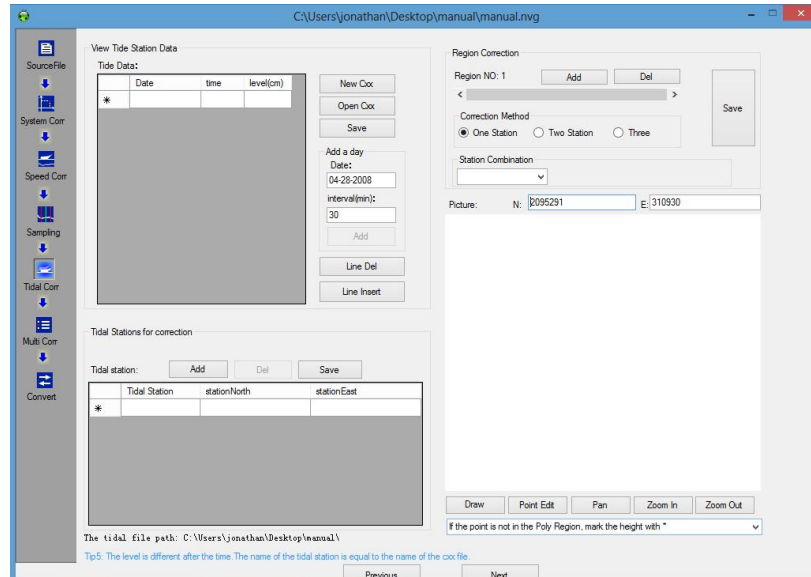 C:\Users\jonathan\Desktop\manual\manual.nvg
SourceFile
System Corr
Speed Corr
Sampling
Tidal Corr
Multi Corr
Convert
View Tide Station Data
Tide Data:
Date time level(cm)
New Cxx
Open Cxx
Save
Add a day
Date:
04-28-2008
interval(min):
30
Add
Line Del
Line Insert
Tidal Stations for correction
Tidal station: Add Del Save
Tidal Station stationNorth stationEast
The tidal file path: C:\Users\jonathan\Desktop\manual\
Tip5: The level is different after the time.The name of the tidal station is equal to the name of the cxx file.
Region Correction
Region NO: 1 Add Del
Save
Correction Method
One Station Two Station Three
Station Combination
Picture: N: 2095291 E: 310930
Draw Point Edit Pan Zoom In Zoom Out
If the point is not in the Poly Region, mark the height with *
Previous Next